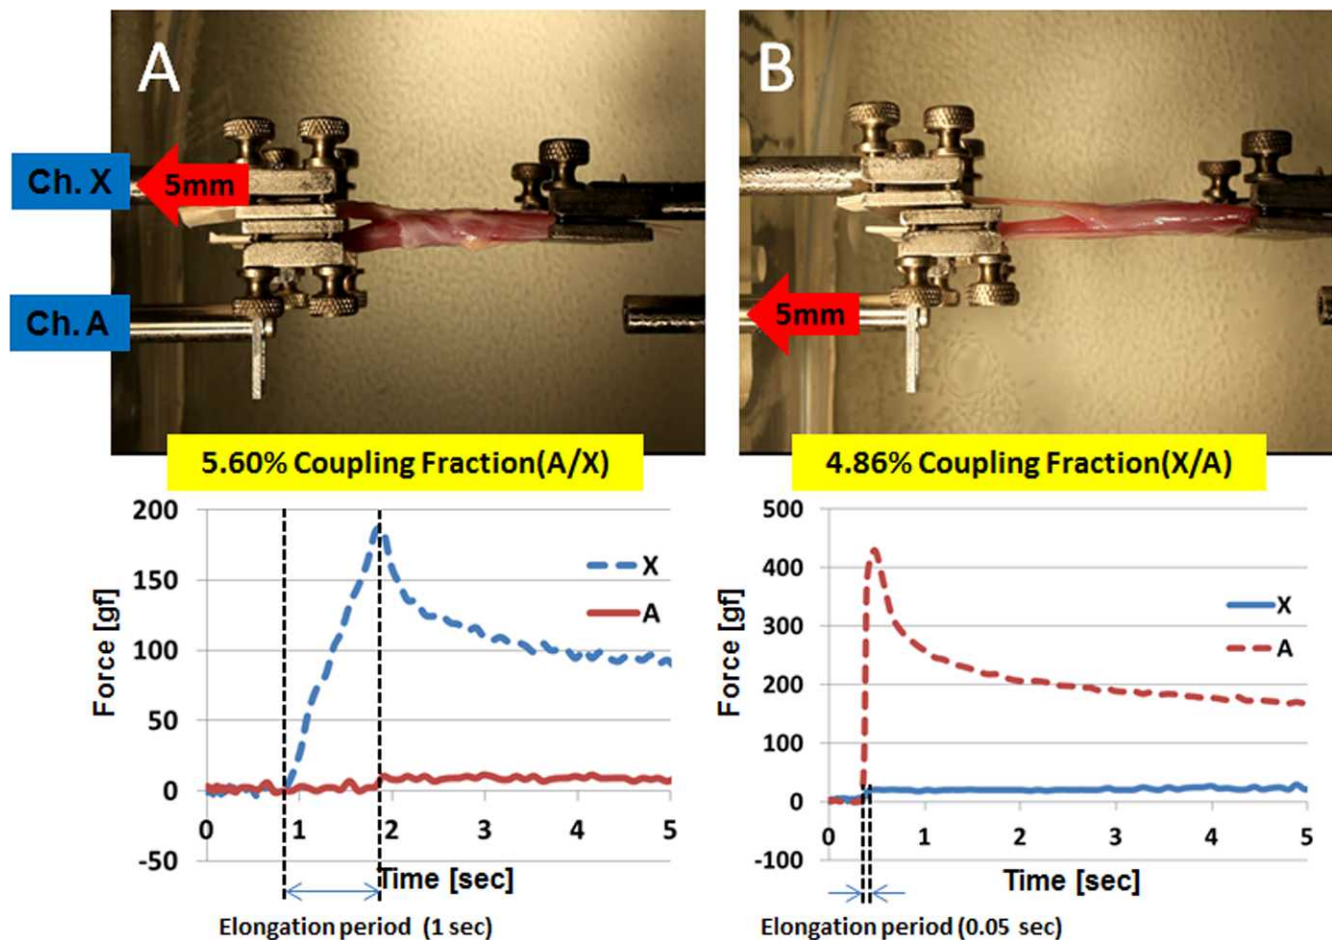 A
B
Ch. X
5mm
Ch. A
5mm
5.60% Coupling Fraction(A/X)
4.86% Coupling Fraction(X/A)
200
150
100
50
0
-50
Force [gf]
X
A
0 1 2 3 4 5
Time [sec]
Elongation period (1 sec)
500
400
300
200
100
0
-100
Force [gf]
X
A
0 1 2 3 4 5
Time [sec]
Elongation period (0.05 sec)